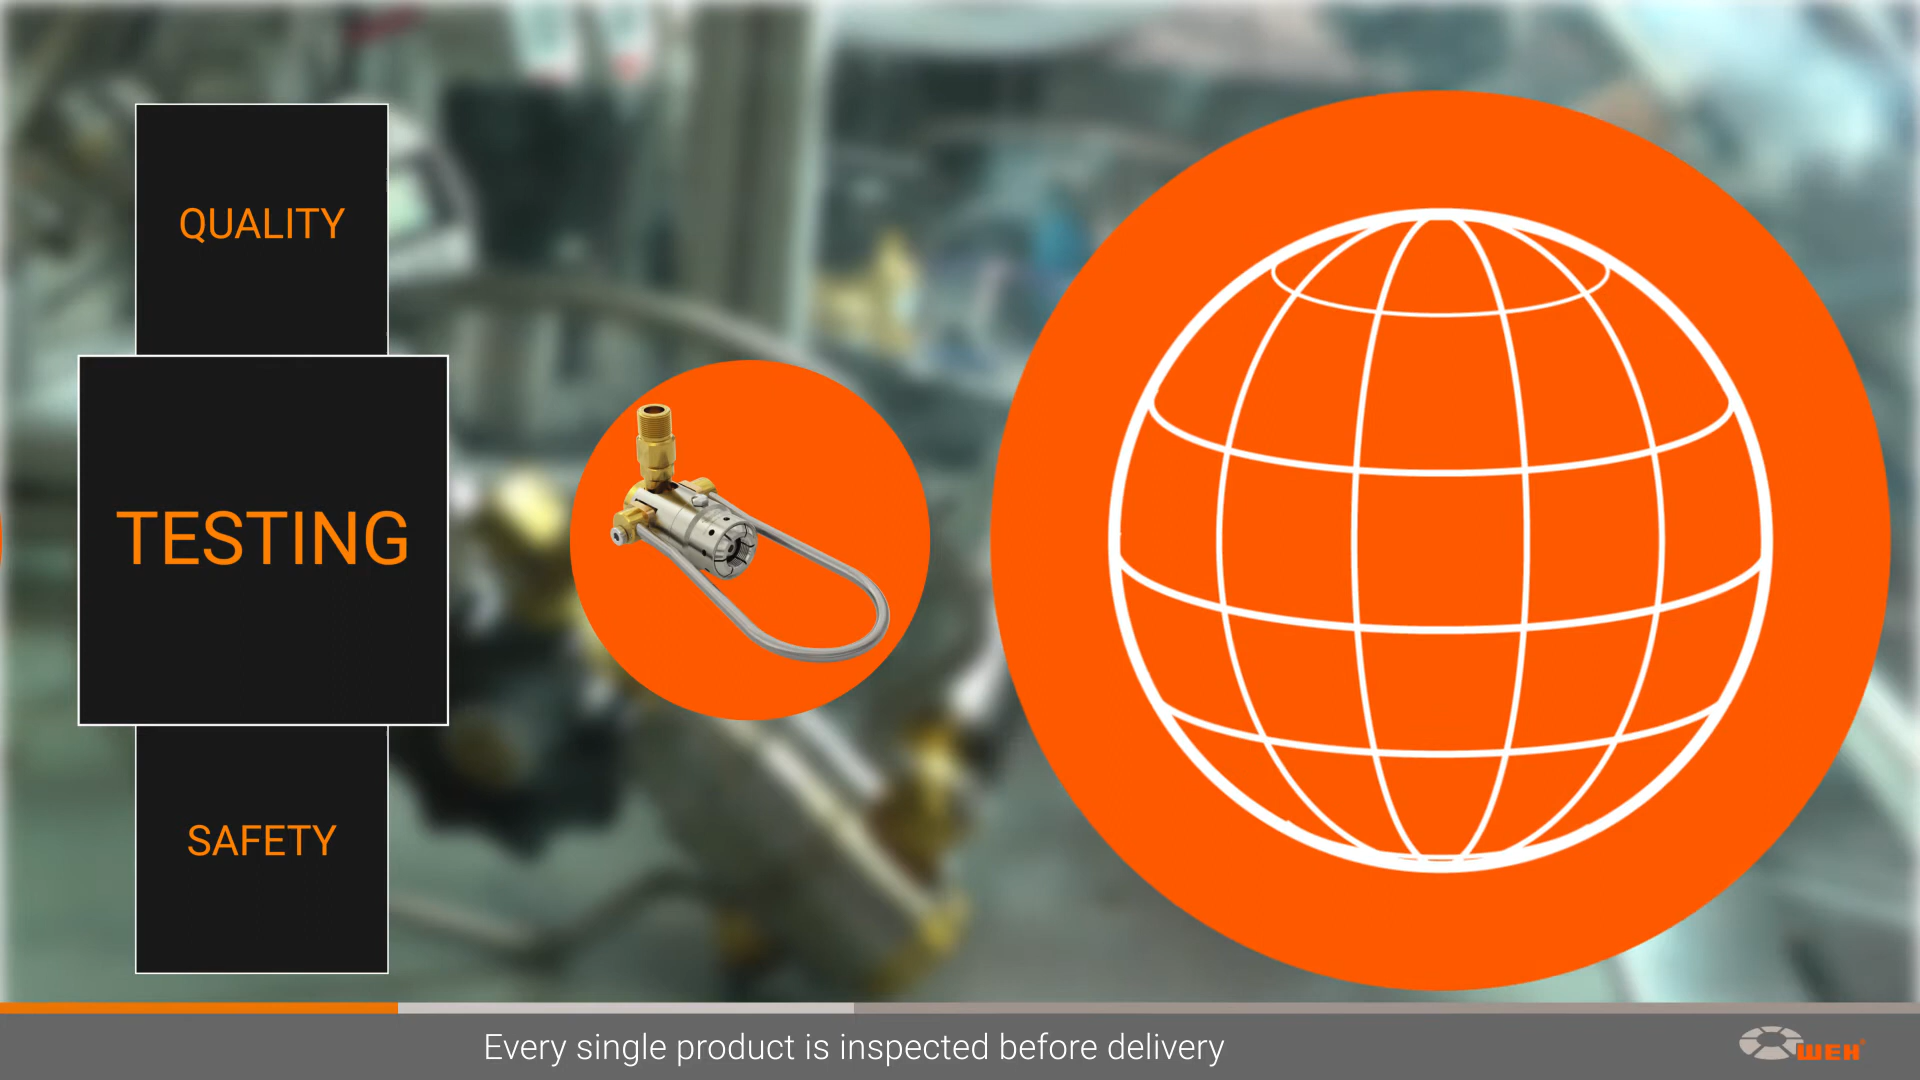 QUALITY
TESTING
SAFETY
Every single product is inspected before delivery
WEH®